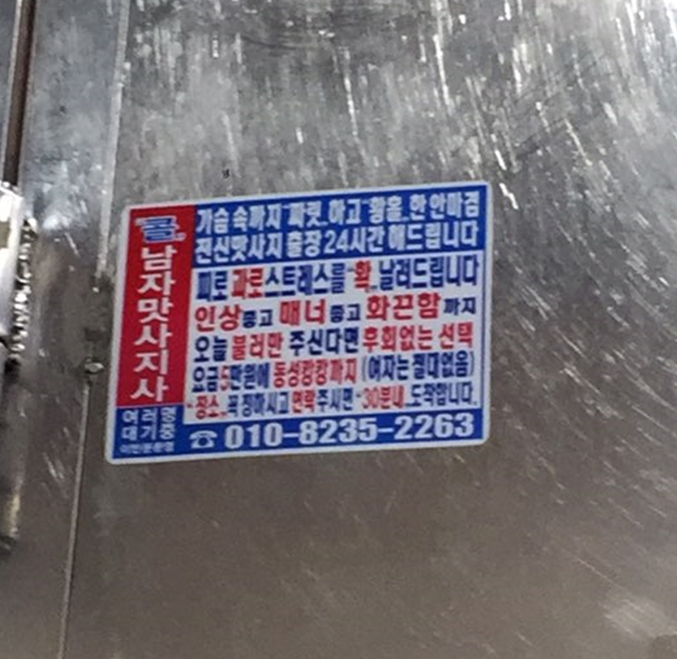 "콜"
남자맛사지사
여러명
대기중
가슴 속까지 "짜릿" 하고 "황홀" 한 안마겸
전신맛사지 출장 24시간 해드립니다
피로 과로 스트레스를 "확" 날려드립니다
인상 좋고 매너 좋고 화끈함 까지
오늘 불러만 주신다면 후회없는 선택
요금 5만원에 동성캉캉까지 (여자는 절대없음)
"장소" 꼭 정하시고 연락주시면 "30분내" 도착합니다.
☎ 010-8235-2263